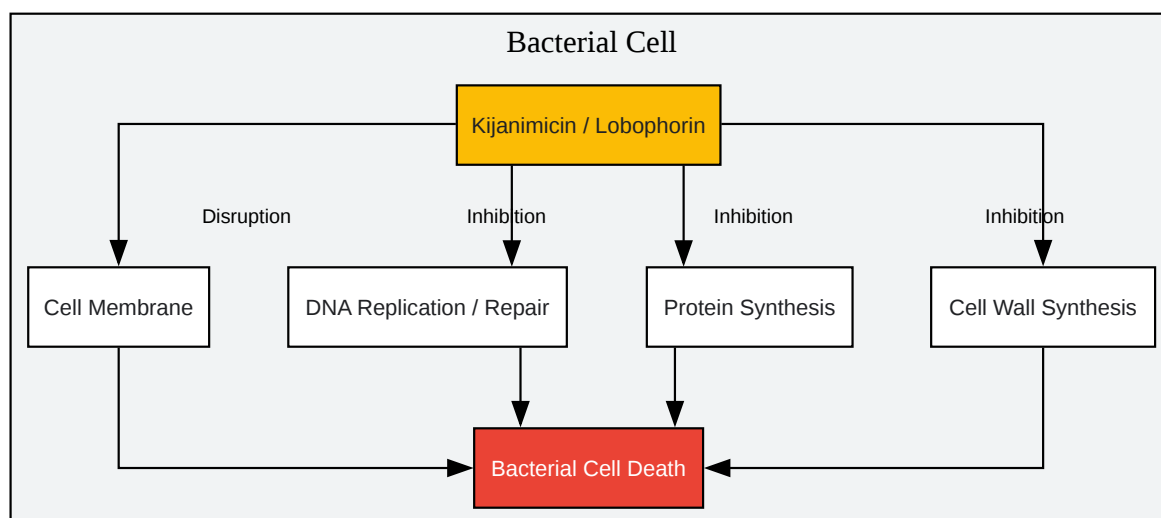 Bacterial Cell
Kijanimicin / Lobophorin
Disruption
Inhibition
Inhibition
Inhibition
Cell Membrane
DNA Replication / Repair
Protein Synthesis
Cell Wall Synthesis
Bacterial Cell Death